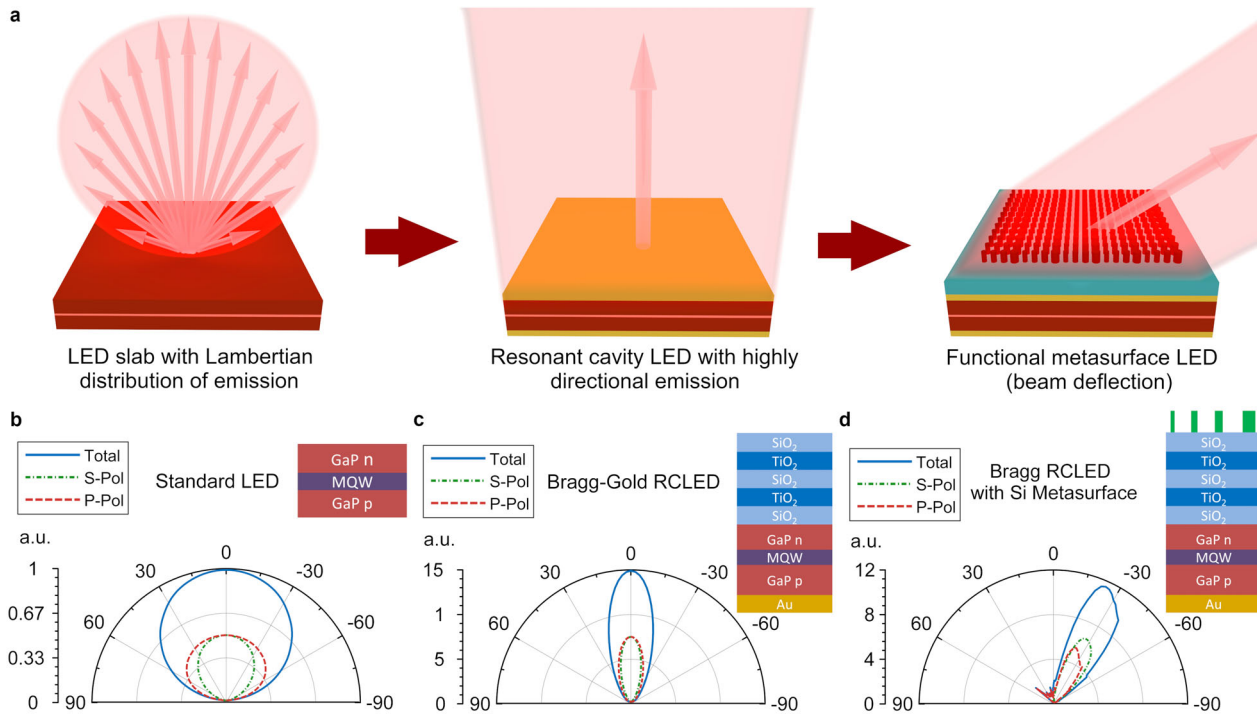 a
LED slab with Lambertian
distribution of emission
Resonant cavity LED with highly
directional emission
Functional metasurface LED
(beam deflection)
b
Total
S-Pol
P-Pol
Standard LED
GaP n
MQW
GaP p
a.u.
1
0.67
0.33
0
90
60
30
0
-30
-60
-90
c
Total
S-Pol
P-Pol
Bragg-Gold RCLED
SiO2
TiO2
SiO2
TiO2
SiO2
GaP n
MQW
GaP p
Au
a.u.
15
10
5
0
90
60
30
0
-30
-60
-90
d
Total
S-Pol
P-Pol
Bragg RCLED
with Si Metasurface
SiO2
TiO2
SiO2
TiO2
SiO2
GaP n
MQW
GaP p
Au
a.u.
12
8
4
0
90
60
30
0
-30
-60
-90